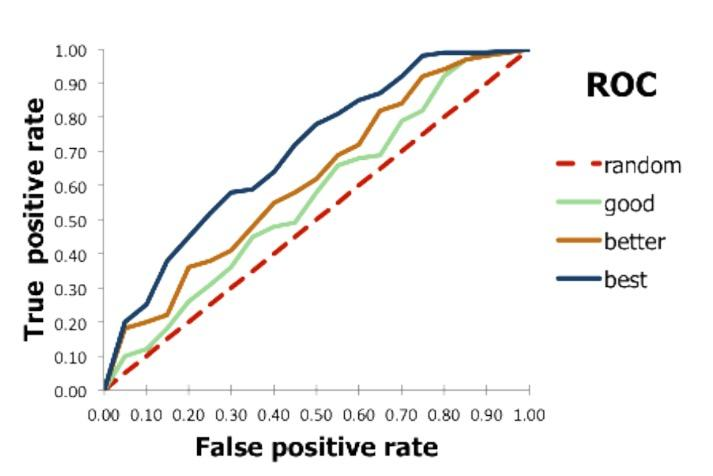 ROC
True positive rate
1.00
0.90
0.80
0.70
0.60
0.50
0.40
0.30
0.20
0.10
0.00
0.00 0.10 0.20 0.30 0.40 0.50 0.60 0.70 0.80 0.90 1.00
False positive rate
random
good
better
best